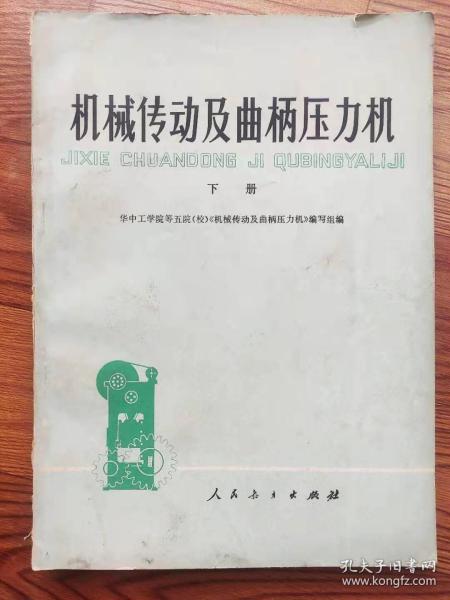 机械传动及曲柄压力机
JIXIE CHUANDONG JI QUBINGYALIJI
下 册
华中工学院等五院(校)《机械传动及曲柄压力机》编写组编
人民教育出版社
孔夫子旧书网
www.kongfz.com